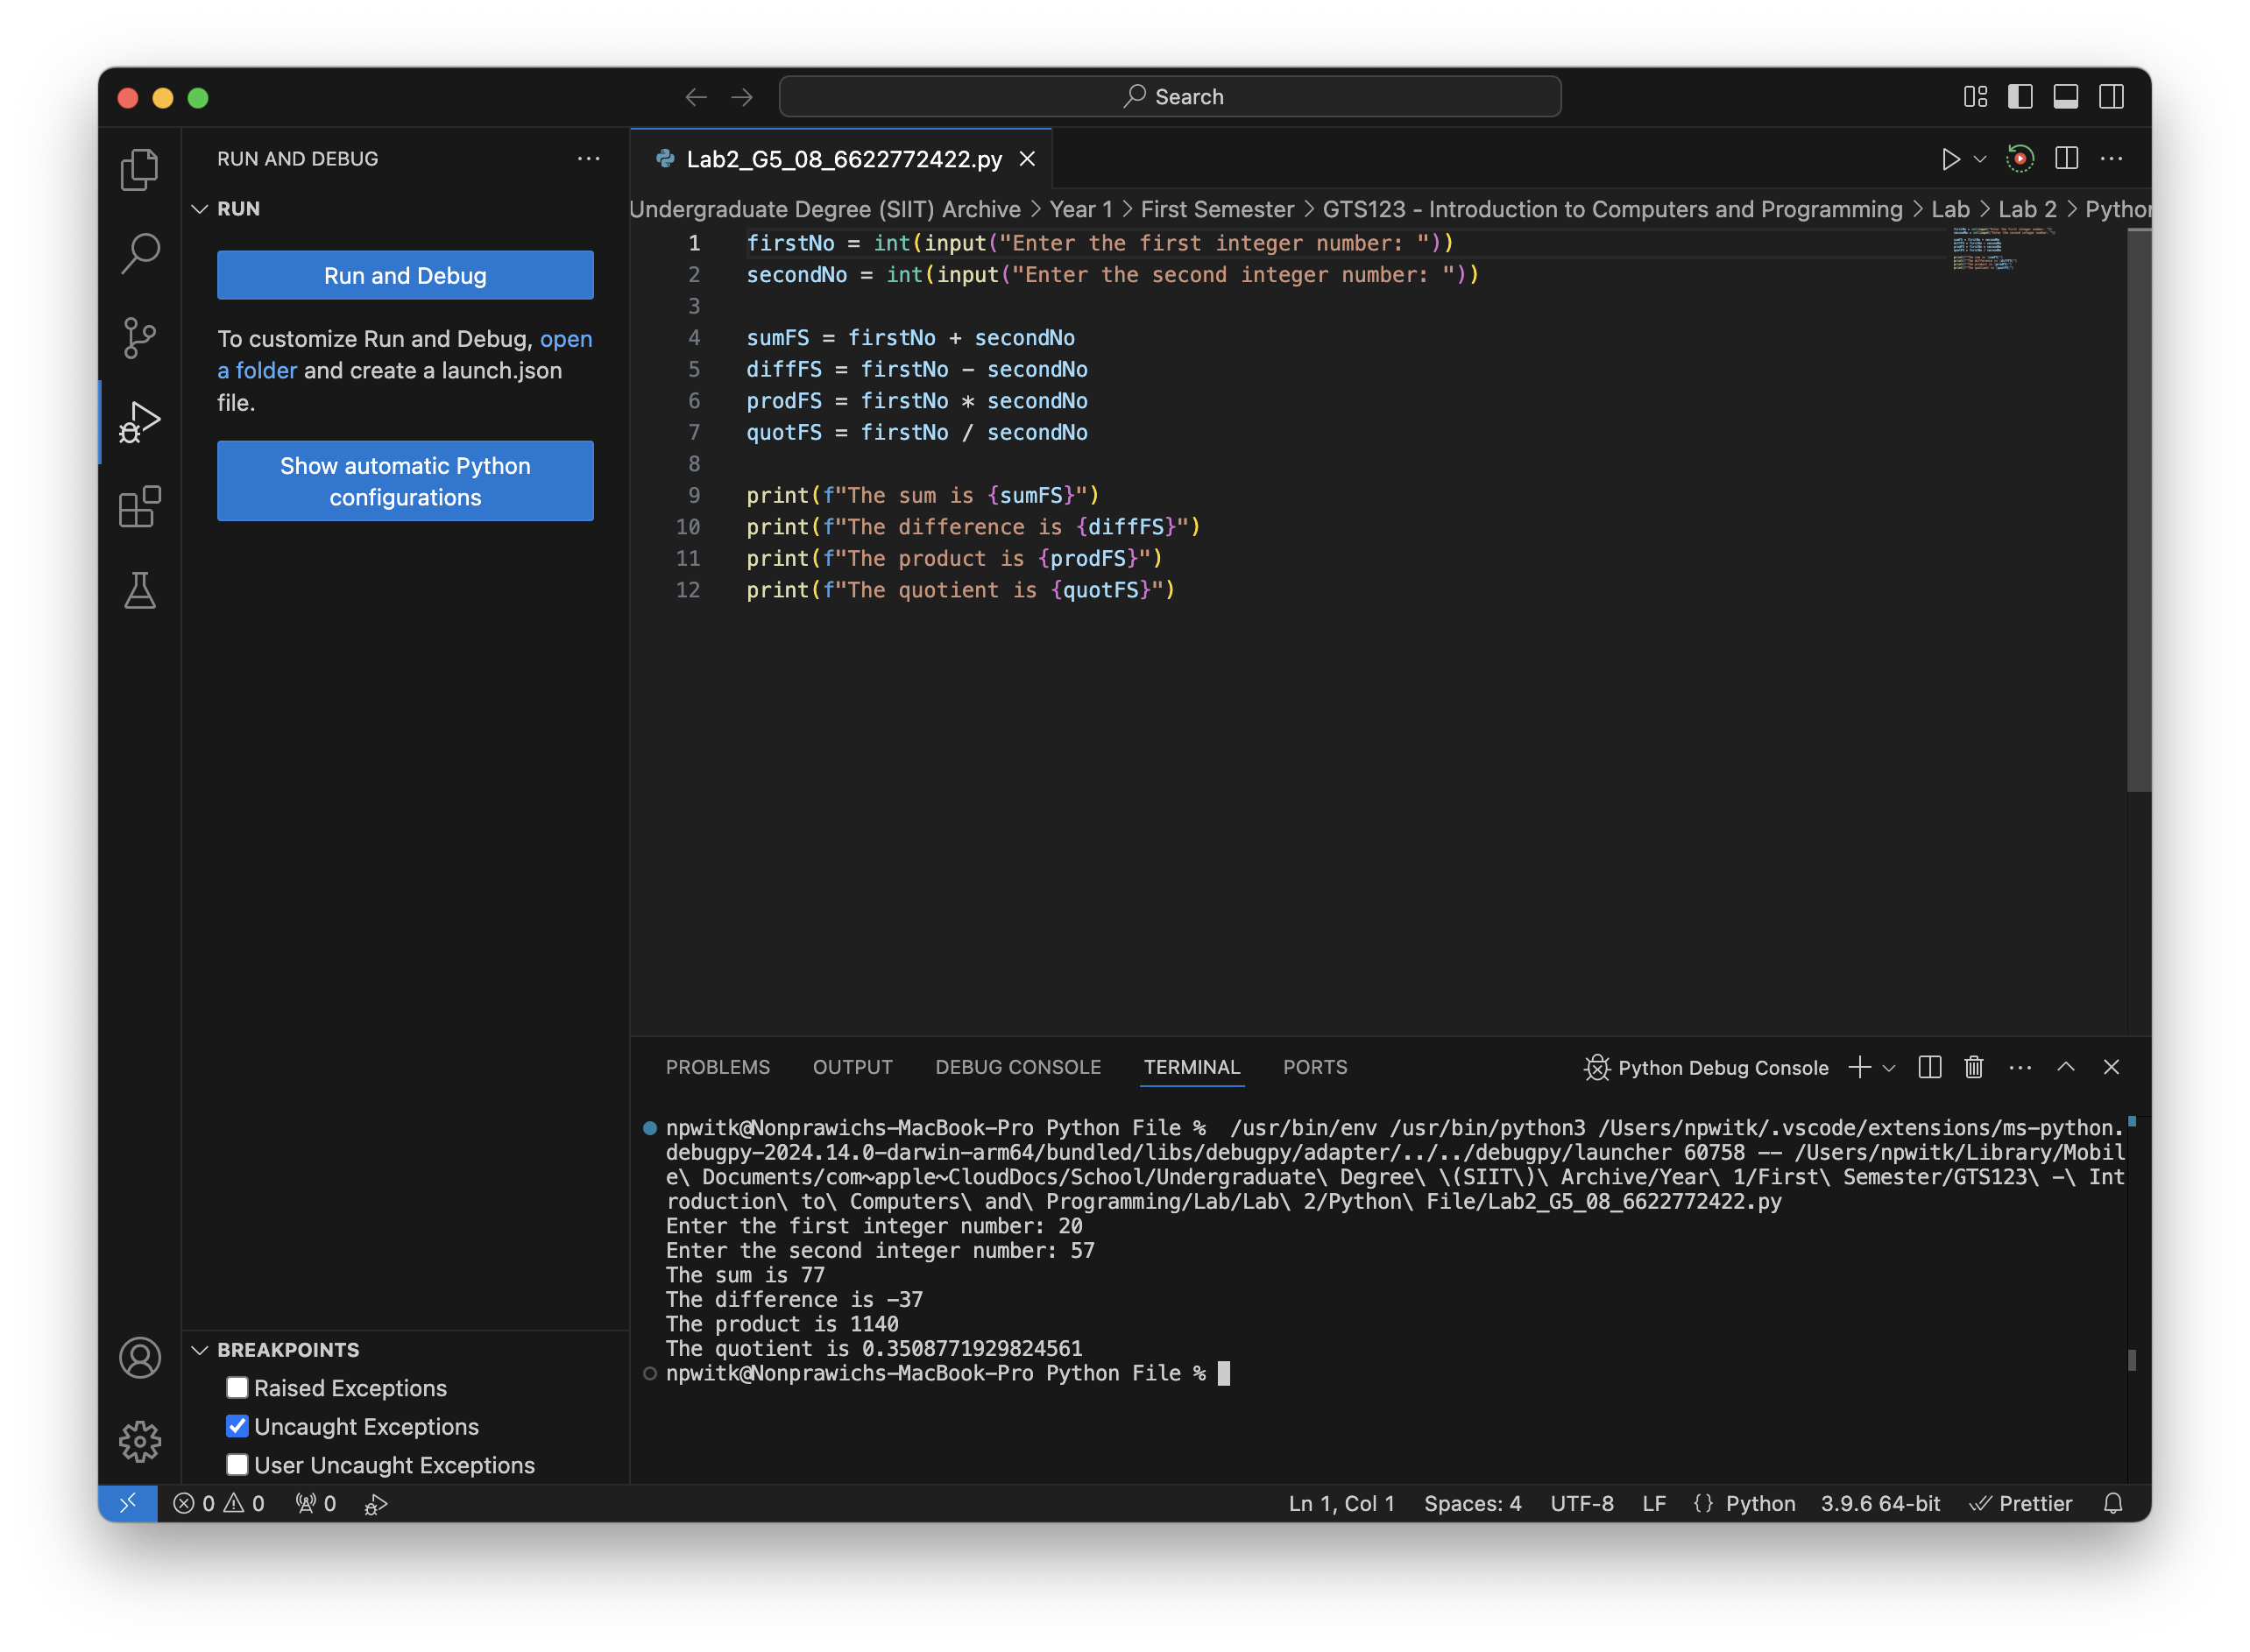 Search
RUN AND DEBUG
RUN
Run and Debug
To customize Run and Debug, open
a folder and create a launch.json
file.
Show automatic Python
configurations
Lab2_G5_08_6622772422.py
Undergraduate Degree (SIIT) Archive > Year 1 > First Semester > GTS123 - Introduction to Computers and Programming > Lab > Lab 2 > Python
1 firstNo = int(input("Enter the first integer number: "))
2 secondNo = int(input("Enter the second integer number: "))
3
4 sumFS = firstNo + secondNo
5 diffFS = firstNo - secondNo
6 prodFS = firstNo * secondNo
7 quotFS = firstNo / secondNo
8
9 print(f"The sum is {sumFS}")
10 print(f"The difference is {diffFS}")
11 print(f"The product is {prodFS}")
12 print(f"The quotient is {quotFS}")
PROBLEMS OUTPUT DEBUG CONSOLE TERMINAL PORTS Python Debug Console
npwitk@Nonprawichs-MacBook-Pro Python File %  /usr/bin/env /usr/bin/python3 /Users/npwitk/.vscode/extensions/ms-python.
debugpy-2024.14.0-darwin-arm64/bundled/libs/debugpy/adapter/../../debugpy/launcher 60758 -- /Users/npwitk/Library/Mobil
e\ Documents/com~apple~CloudDocs/School/Undergraduate\ Degree\ \(SIIT\)\ Archive/Year\ 1/First\ Semester/GTS123\ -\ Int
roduction\ to\ Computers\ and\ Programming/Lab/Lab\ 2/Python\ File/Lab2_G5_08_6622772422.py
Enter the first integer number: 20
Enter the second integer number: 57
The sum is 77
The difference is -37
The product is 1140
The quotient is 0.3508771929824561
npwitk@Nonprawichs-MacBook-Pro Python File %
BREAKPOINTS
Raised Exceptions
Uncaught Exceptions
User Uncaught Exceptions
0 0 0 Ln 1, Col 1 Spaces: 4 UTF-8 LF {} Python 3.9.6 64-bit Prettier